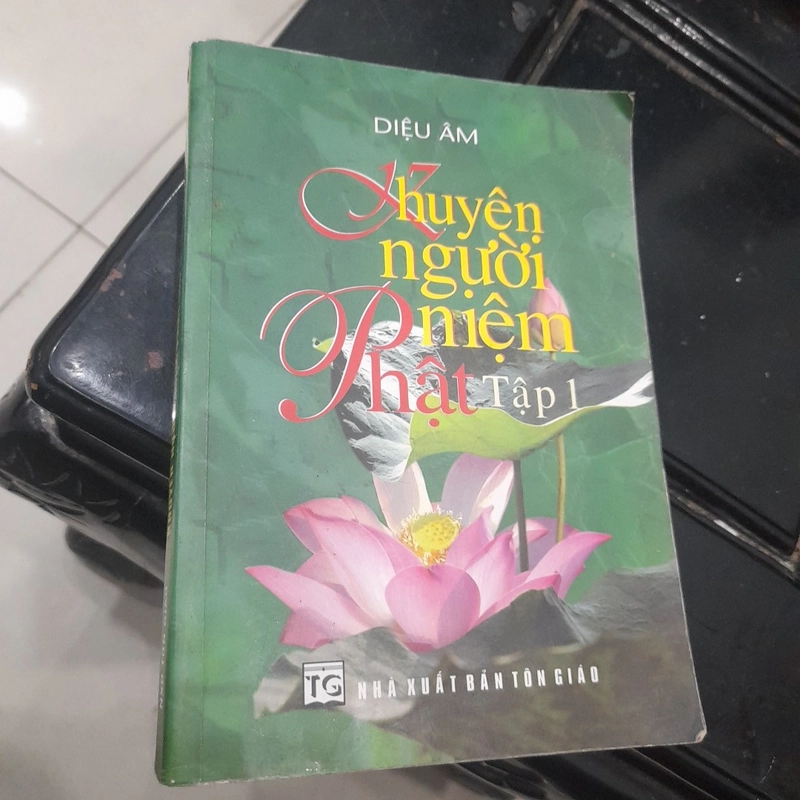 DIỆU ÂM
Khuyên
người
niệm
Phật Tập 1
TG
NHÀ XUẤT BẢN TÔN GIÁO